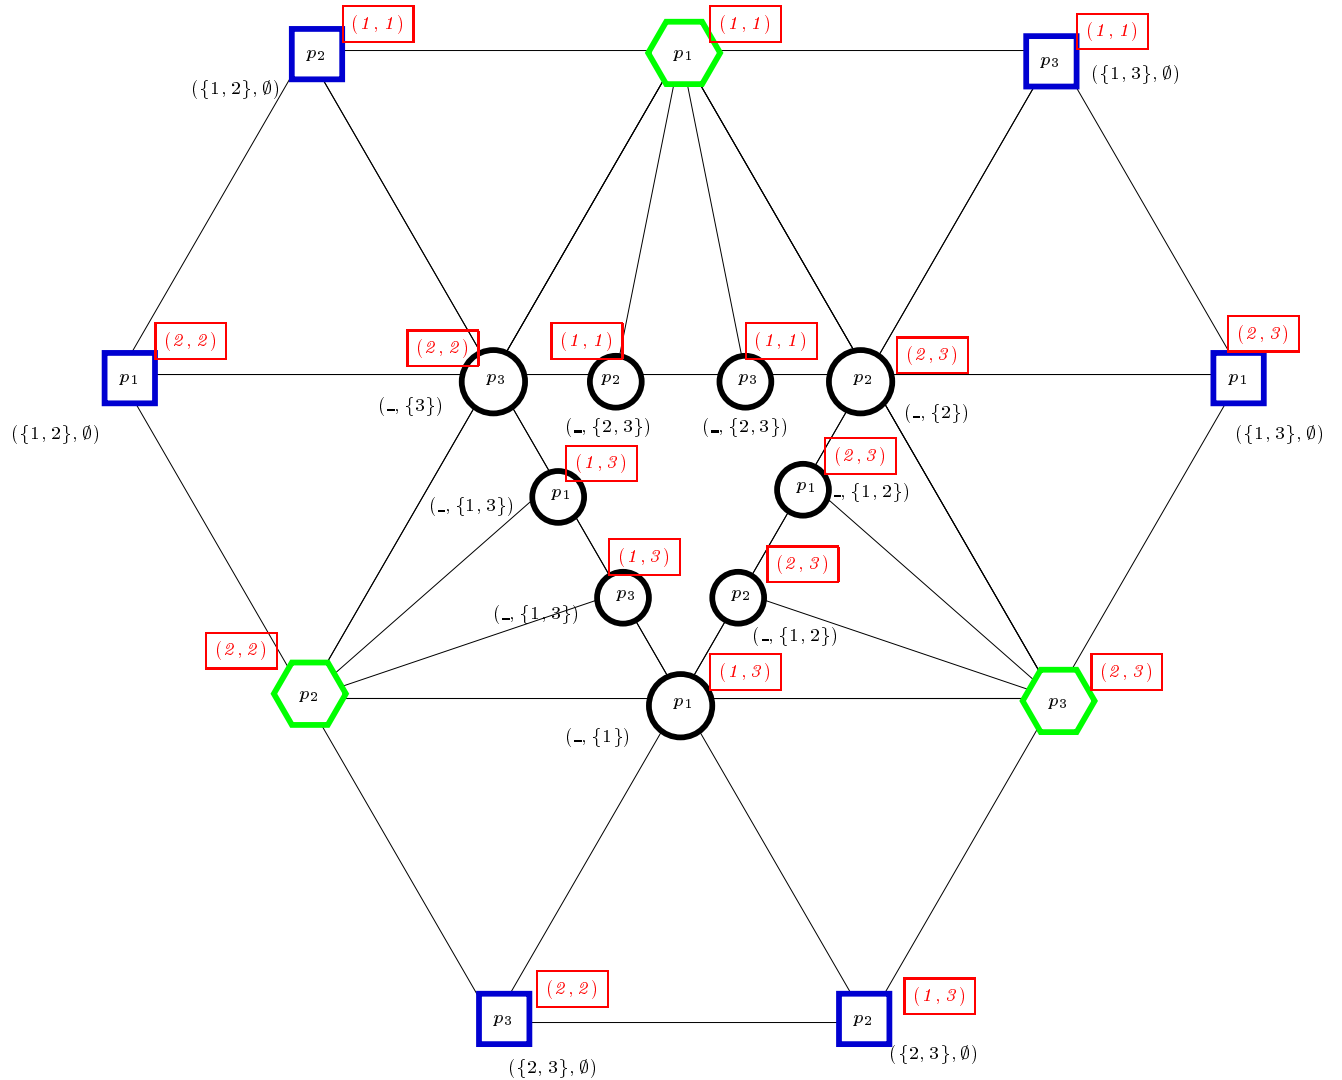 (1, 1)
(1, 1)
(1, 1)
p2
p1
p3
({1, 2}, ∅)
({1, 3}, ∅)
(2, 2)
(2, 2)
(1, 1)
(1, 1)
(2, 3)
(2, 3)
p1
p3
p2
p3
p2
p1
(_, {3})
(_, {2, 3})
(_, {2, 3})
(_, {2})
({1, 2}, ∅)
({1, 3}, ∅)
(1, 3)
(2, 3)
p1
p1
(_, {1, 3})
_, {1, 2})
(1, 3)
(2, 3)
p3
p2
(_, {1, 3})
(_, {1, 2})
(2, 2)
(1, 3)
(2, 3)
p2
p1
p3
(_, {1})
(2, 2)
(1, 3)
p3
p2
({2, 3}, ∅)
({2, 3}, ∅)